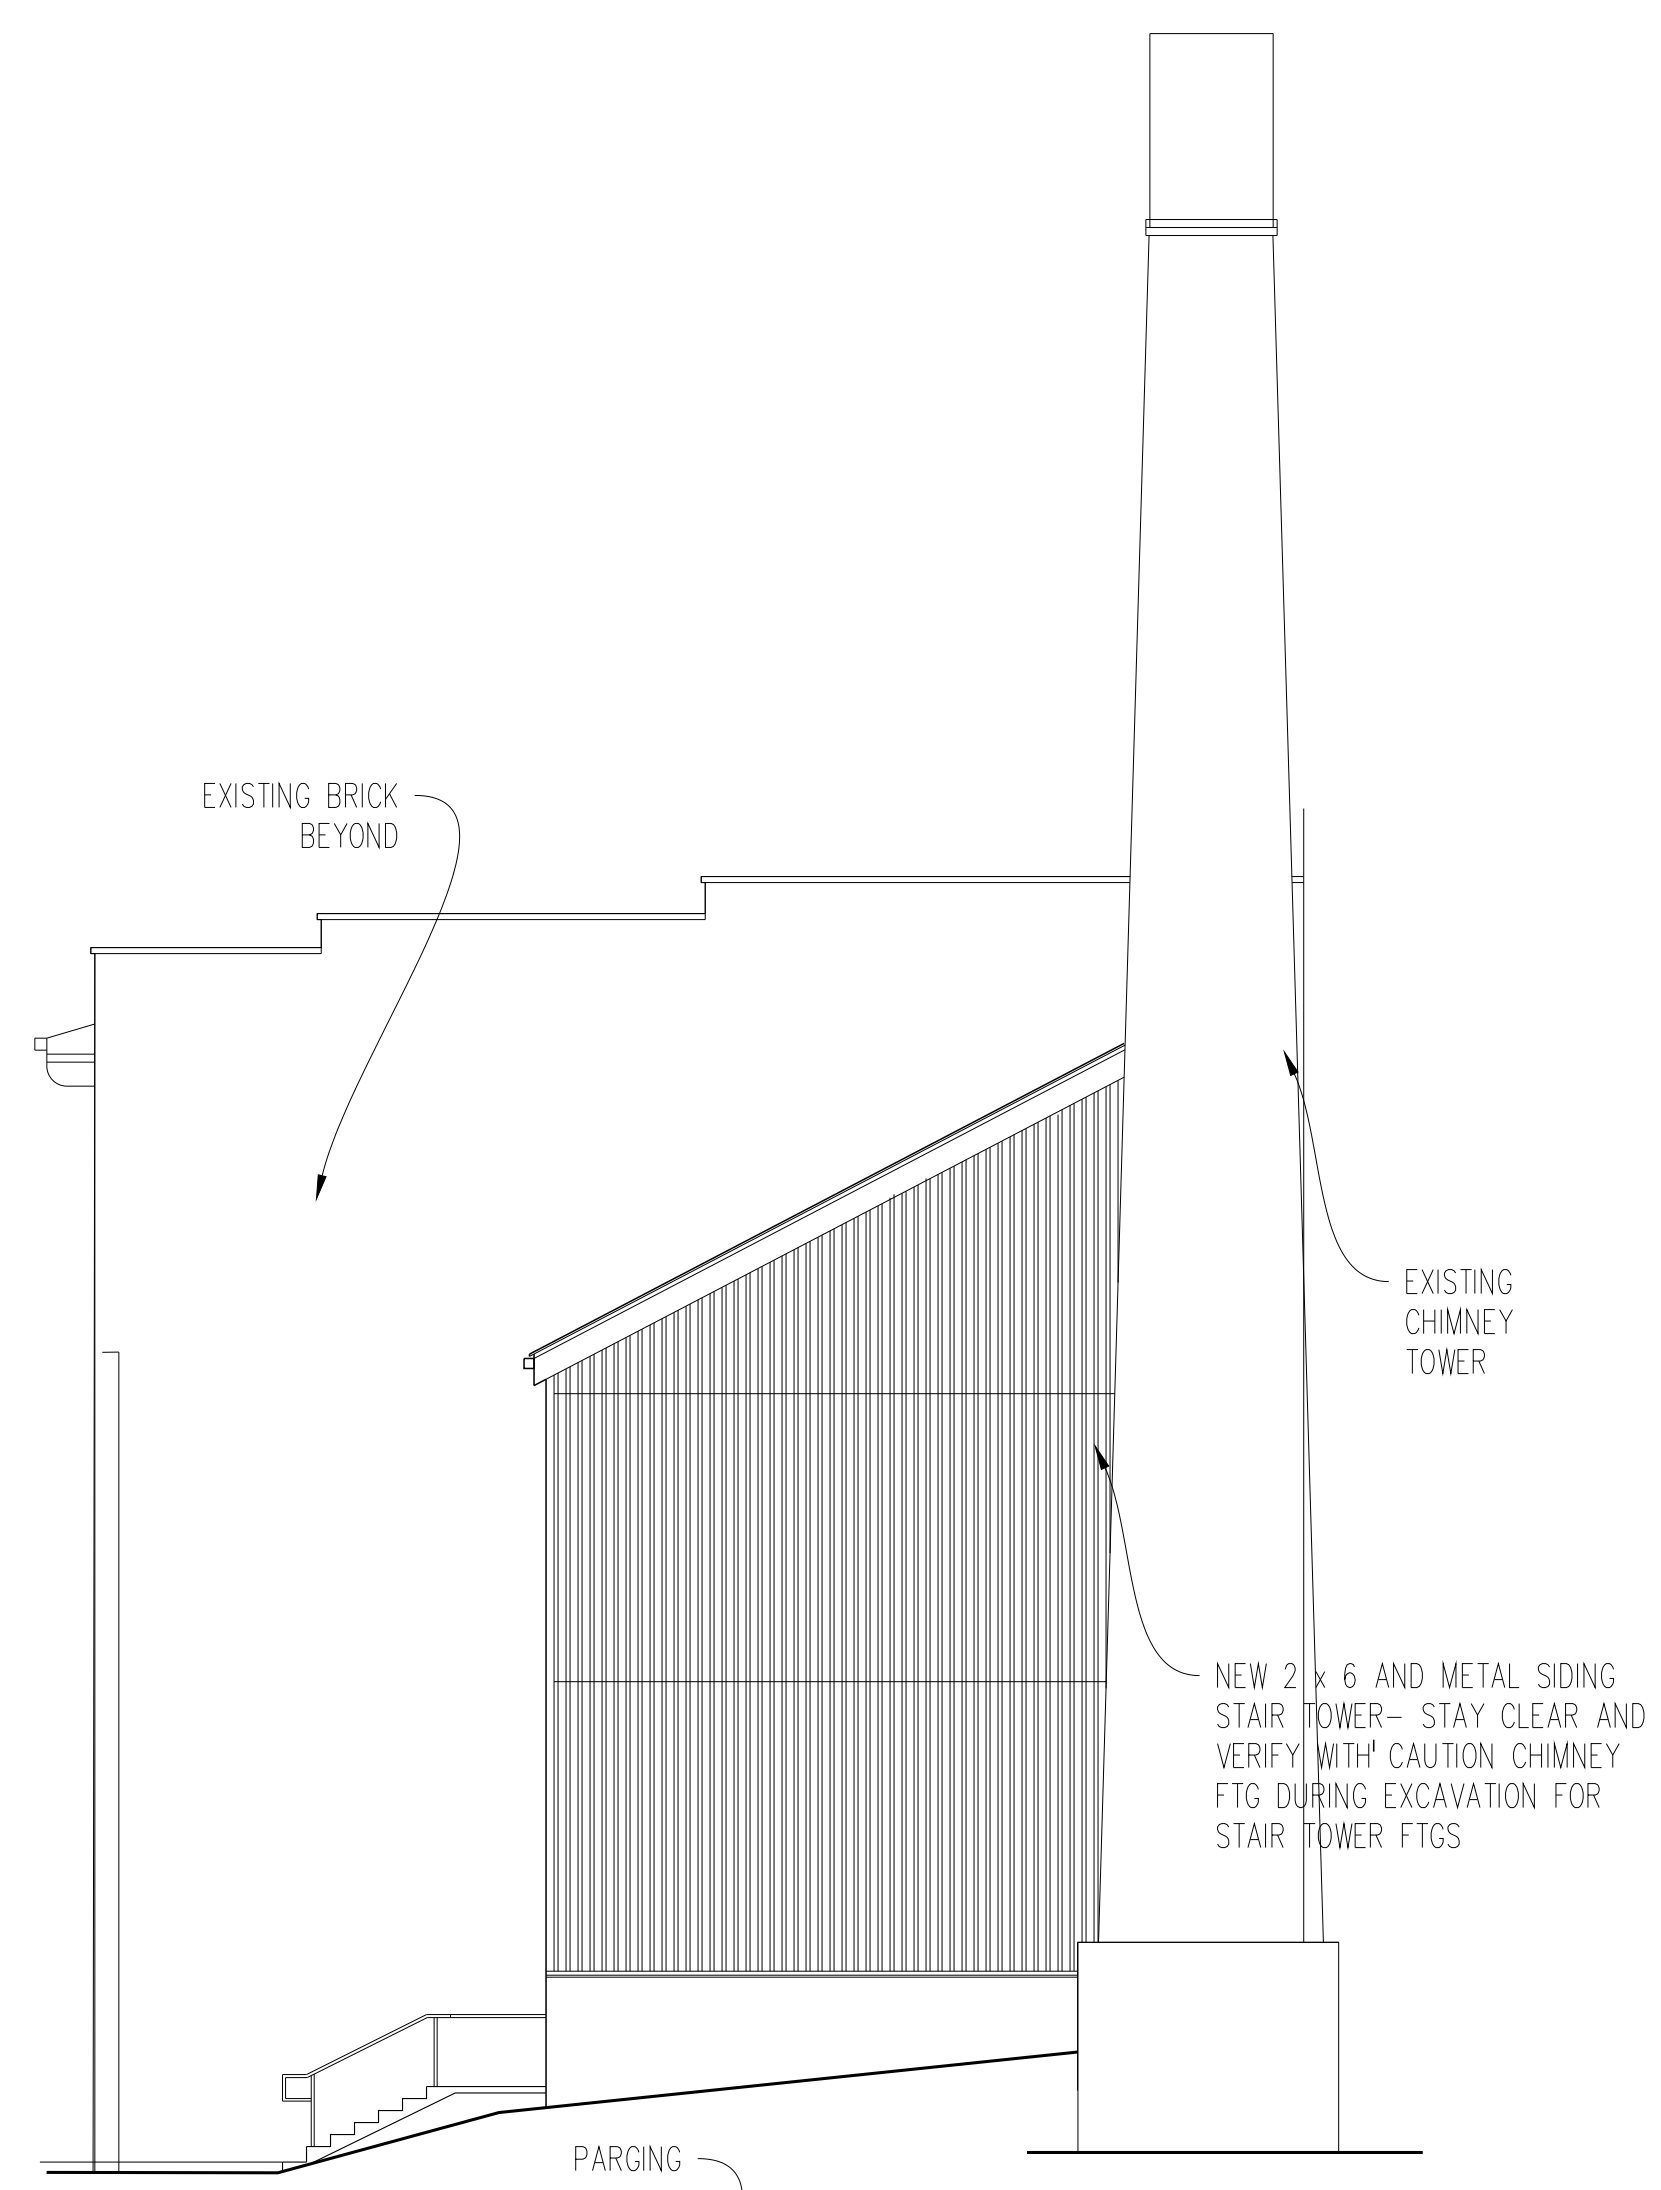 EXISTING BRICK
BEYOND
EXISTING
CHIMNEY
TOWER
NEW 2 x 6 AND METAL SIDING
STAIR TOWER- STAY CLEAR AND
VERIFY WITH' CAUTION CHIMNEY
FTG DURING EXCAVATION FOR
STAIR TOWER FTGS
PARGING